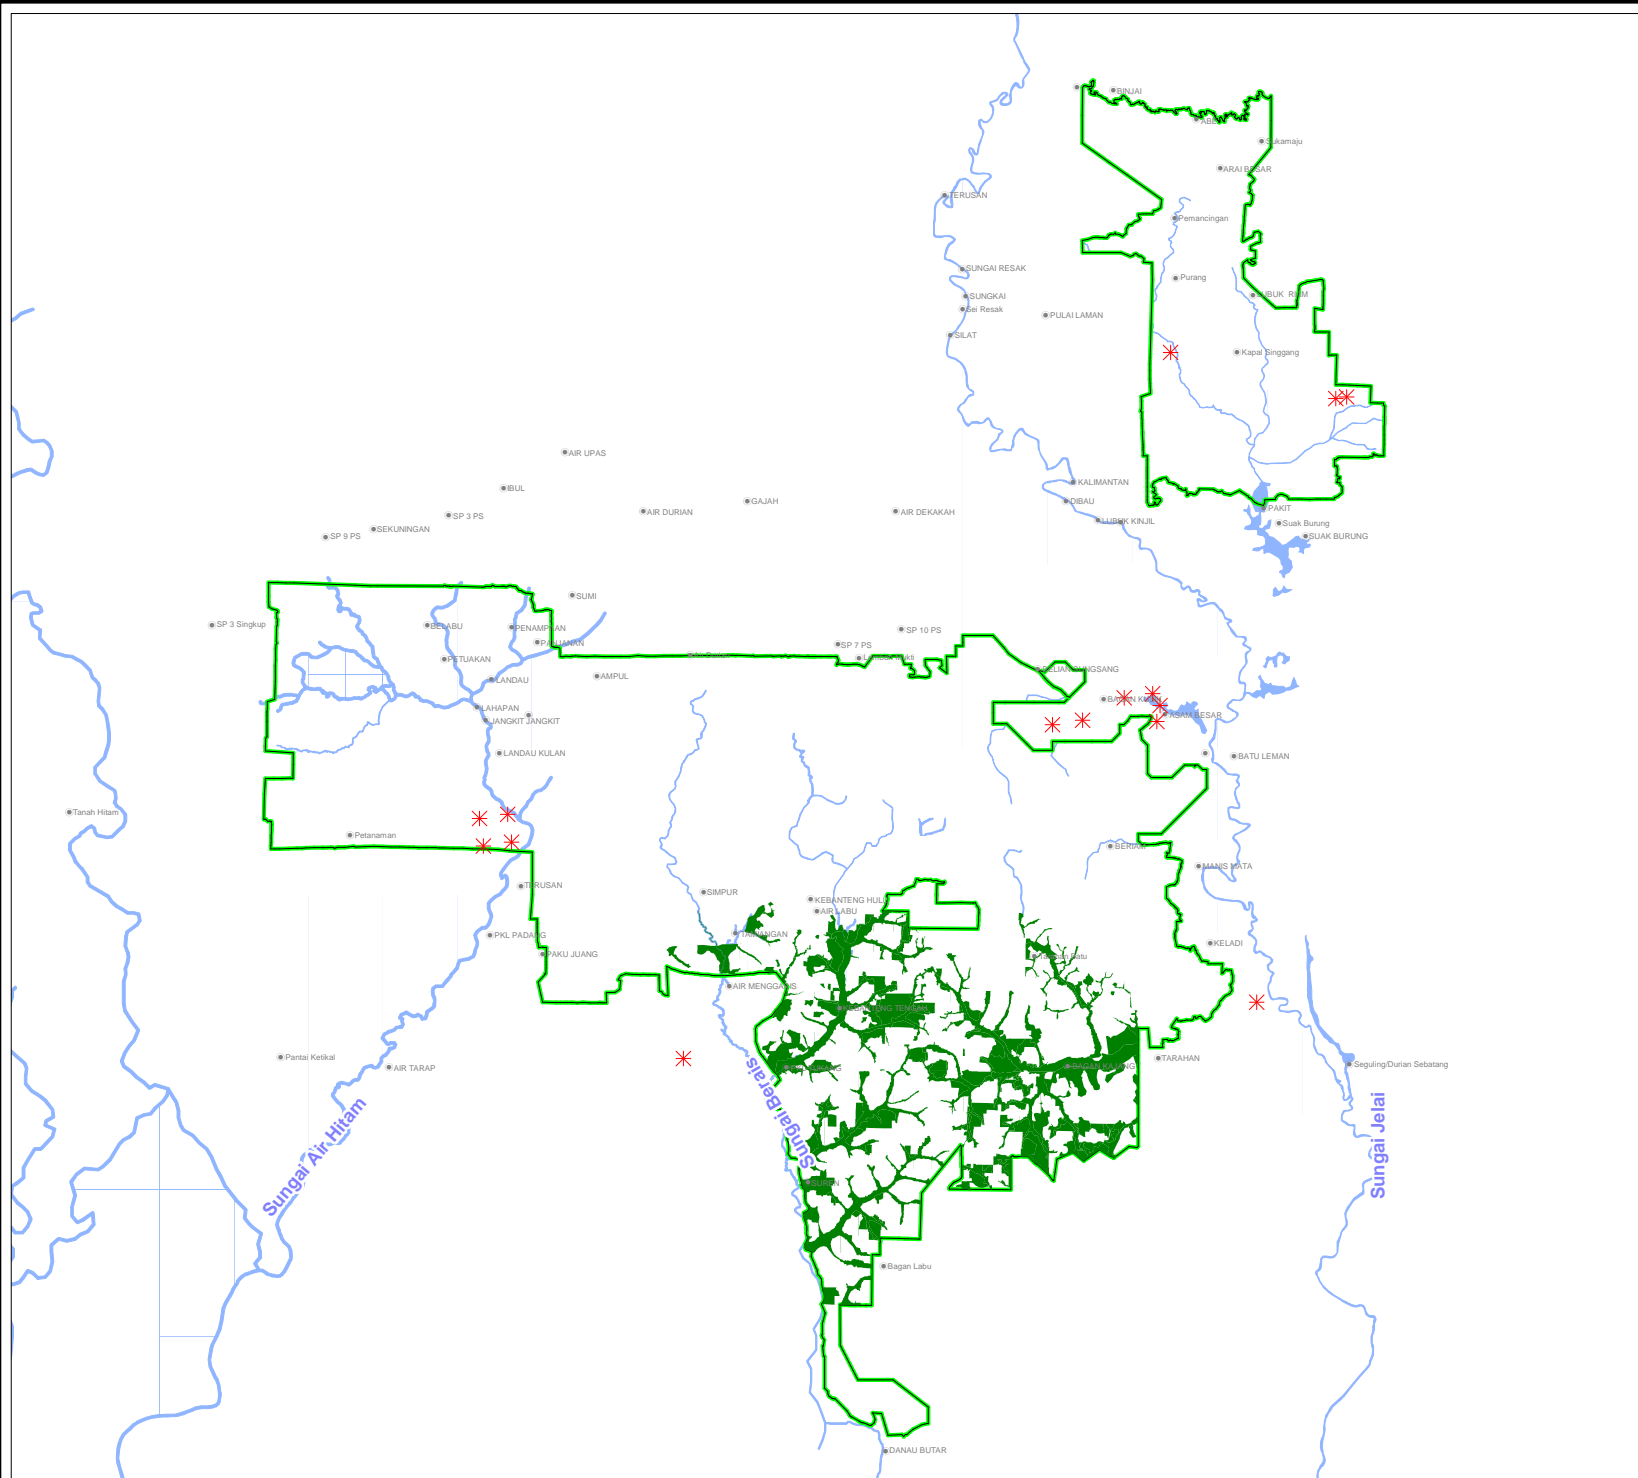 BINJAI
Sukamaju
ARAI BESAR
TERUSAN
Pemancingan
SUNGAI RESAK
Purang
SUNGKAI
Sei Resak
PULAI LAMAN
SILAT
Kapal Singgang
AIR UPAS
KALIMANTAN
IBUL
GAJAH
DIBAU
AIR DURIAN
AIR DEKAKAH
PAKIT
SP 3 PS
LUBUK KINJIL
Suak Burung
SEKUNINGAN
SP 9 PS
SUAK BURUNG
SUMI
SP 3 Singkup
BELABU
SP 10 PS
SP 7 PS
PETUAKAN
LANDAU
AMPUL
LAHAPAN
JANGKIT JANGKIT
ASAM BESAR
LANDAU KULAN
BATU LEMAN
Tanah Hitam
Petanaman
BERIAM
MANIS MATA
TERUSAN
SIMPUR
KEBANTENG HULU
AIR LABU
PKL PADANG
TAMANGAN
KELADI
PAKU JUANG
AIR MENGGARIS
Pantai Ketikal
AIR TARAP
TARAHAN
Seguling/Durian Sebatang
Sungai Berais
Sungai Air Hitam
Sungai Jelai
SUREN
Bagan Labu
DANAU BUTAR